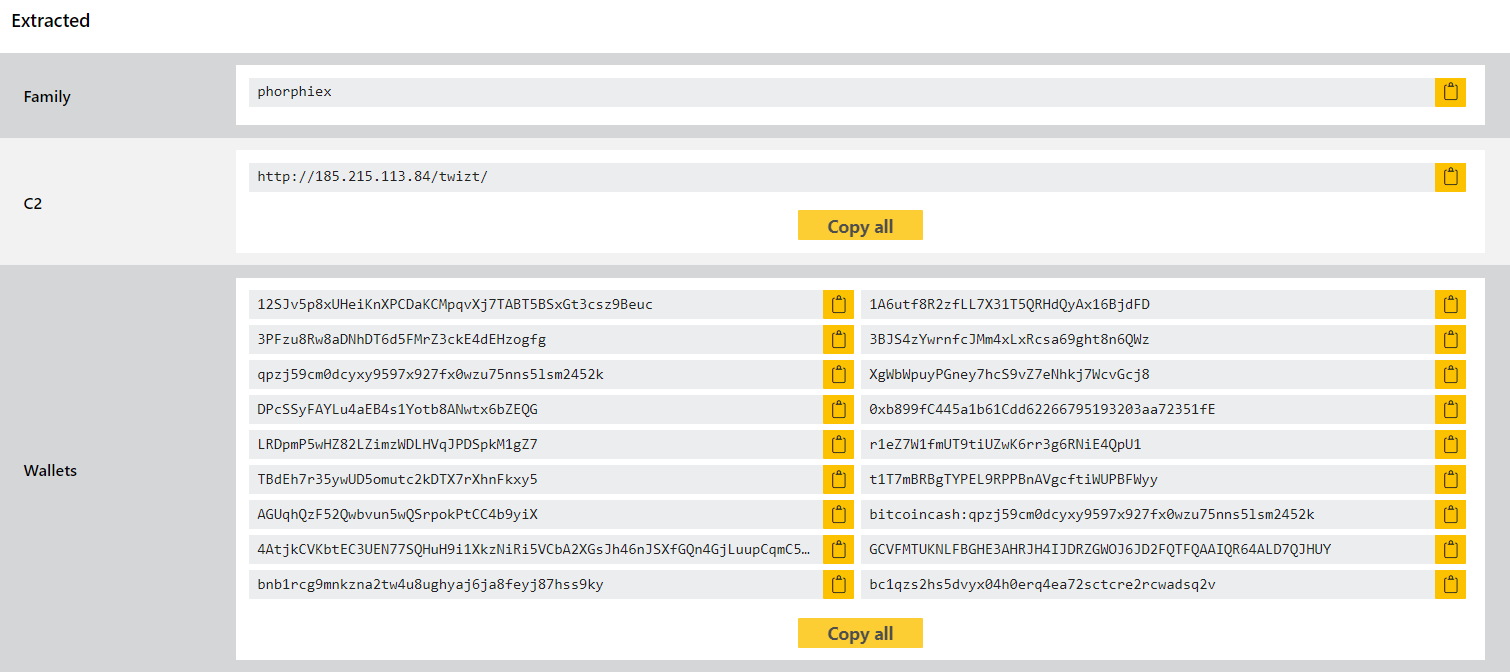 Extracted
Family
phorphiex
C2
http://185.215.113.84/twizt/
Copy all
Wallets
12SJv5p8xUHeiKnXPCDaKCMpqvXj7TABT5BSxGt3csz9Beuc
1A6utf8R2zfLL7X31T5QRHdQyAx16BjdFD
3PFzu8Rw8aDNhDT6d5FMrZ3ckE4dEHzogfg
3BJS4zYwrnfcJMm4xLxRcsa69ght8n6QWz
qpzj59cm0dcyxy9597x927fx0wzu75nns5lsm2452k
XgWbWpuyPGney7hcS9vZ7eNhkj7WcvGcj8
DPcSSyFAYLu4aEB4s1Yotb8ANwtx6bZEQG
0xb899fC445a1b61Cdd62266795193203aa72351fE
LRDpmP5wHZ82LZimzWDLHVqJPDSpkM1gZ7
r1eZ7W1fmUT9tiUZwK6rr3g6RNiE4QpU1
TBdEh7r35ywUD5omutc2kDTX7rXhnFkxy5
t1T7mBRBgTYPEL9RPPBnAVgcftiWUPBFWyy
AGUqhQzF52Qwbvun5wQSrpokPtCC4b9yiX
bitcoincash:qpzj59cm0dcyxy9597x927fx0wzu75nns5lsm2452k
4AtjkCVKbtEC3UEN77SQHuH9i1XkzNiRi5VCbA2XGsJh46nJSXfGQn4GjLuupCqmC5...
GCVFMTUKNLFBGHE3AHRJH4IJDRZGWOJ6JD2FQTFQAAIQR64ALD7QJHUY
bnb1rcg9mnkzna2tw4u8ughyaj6ja8feyj87hss9ky
bc1qzs2hs5dvyx04h0erq4ea72sctcre2rcwadsq2v
Copy all